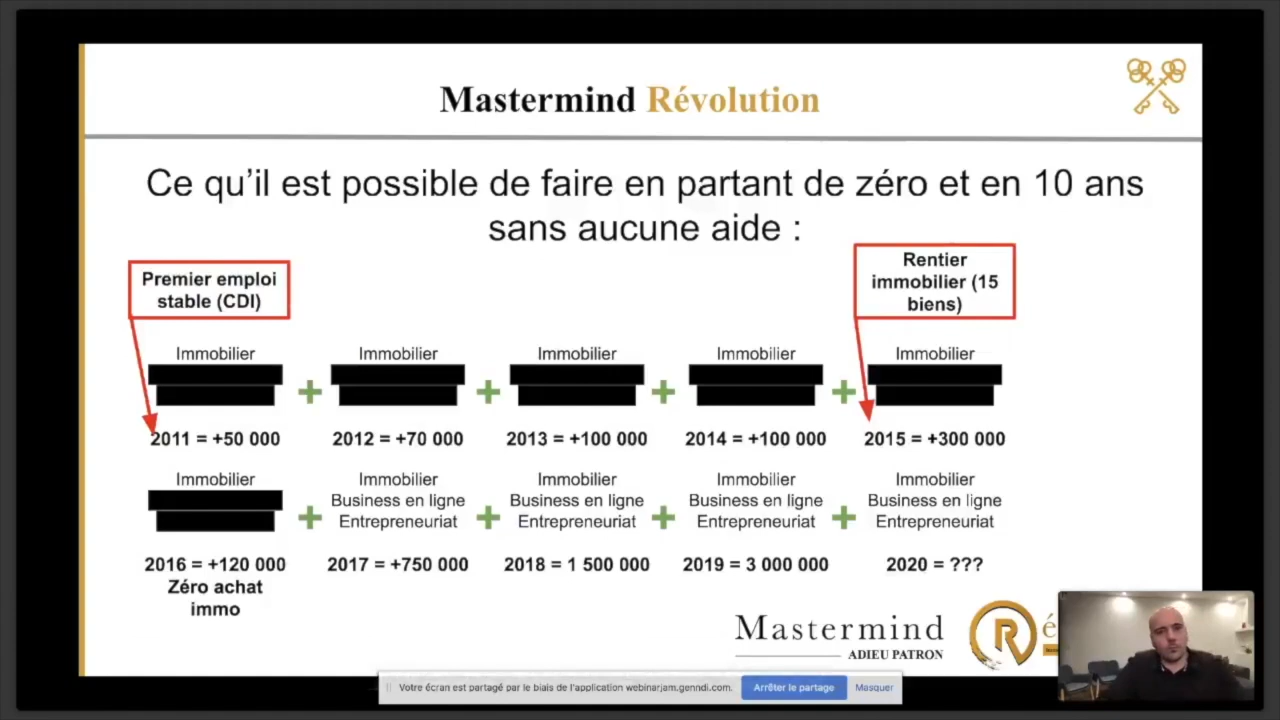 Mastermind Révolution
Ce qu'il est possible de faire en partant de zéro et en 10 ans
sans aucune aide :
Premier emploi
stable (CDI)
Rentier
immobilier (15
biens)
Immobilier
Immobilier
Immobilier
Immobilier
Immobilier
+ + + +
2011 = +50 000
2012 = +70 000
2013 = +100 000
2014 = +100 000
2015 = +300 000
Immobilier
2016 = +120 000
Zéro achat
immo
Immobilier
Business en ligne
Entrepreneuriat
2017 = +750 000
Immobilier
Business en ligne
Entrepreneuriat
2018 = 1 500 000
Immobilier
Business en ligne
Entrepreneuriat
2019 = 3 000 000
Immobilier
Business en ligne
Entrepreneuriat
2020 = ???
+ + + +
Mastermind
ADIEU PATRON
R
Votre écran est partagé par le biais de l'application webinarjam.genndi.com.
Arrêter le partage
Masquer